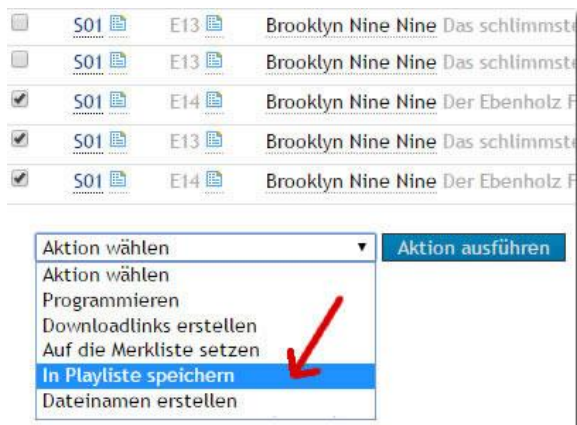 S01 E13 Brooklyn Nine Nine Das schlimmste
S01 E13 Brooklyn Nine Nine Das schlimmste
S01 E14 Brooklyn Nine Nine Der Ebenholz F
S01 E13 Brooklyn Nine Nine Das schlimmste
S01 E14 Brooklyn Nine Nine Der Ebenholz F
Aktion wählen Aktion ausführen
Aktion wählen
Programmieren
Downloadlinks erstellen
Auf die Merkliste setzen
In Playliste speichern
Dateinamen erstellen